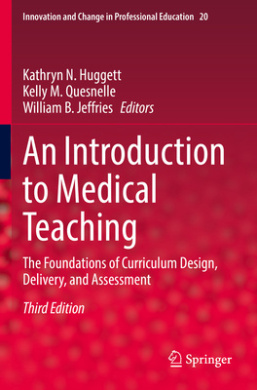 Innovation and Change in Professional Education 20
Kathryn N. Huggett
Kelly M. Quesnelle
William B. Jeffries Editors
An Introduction
to Medical
Teaching
The Foundations of Curriculum Design,
Delivery, and Assessment
Third Edition
Springer